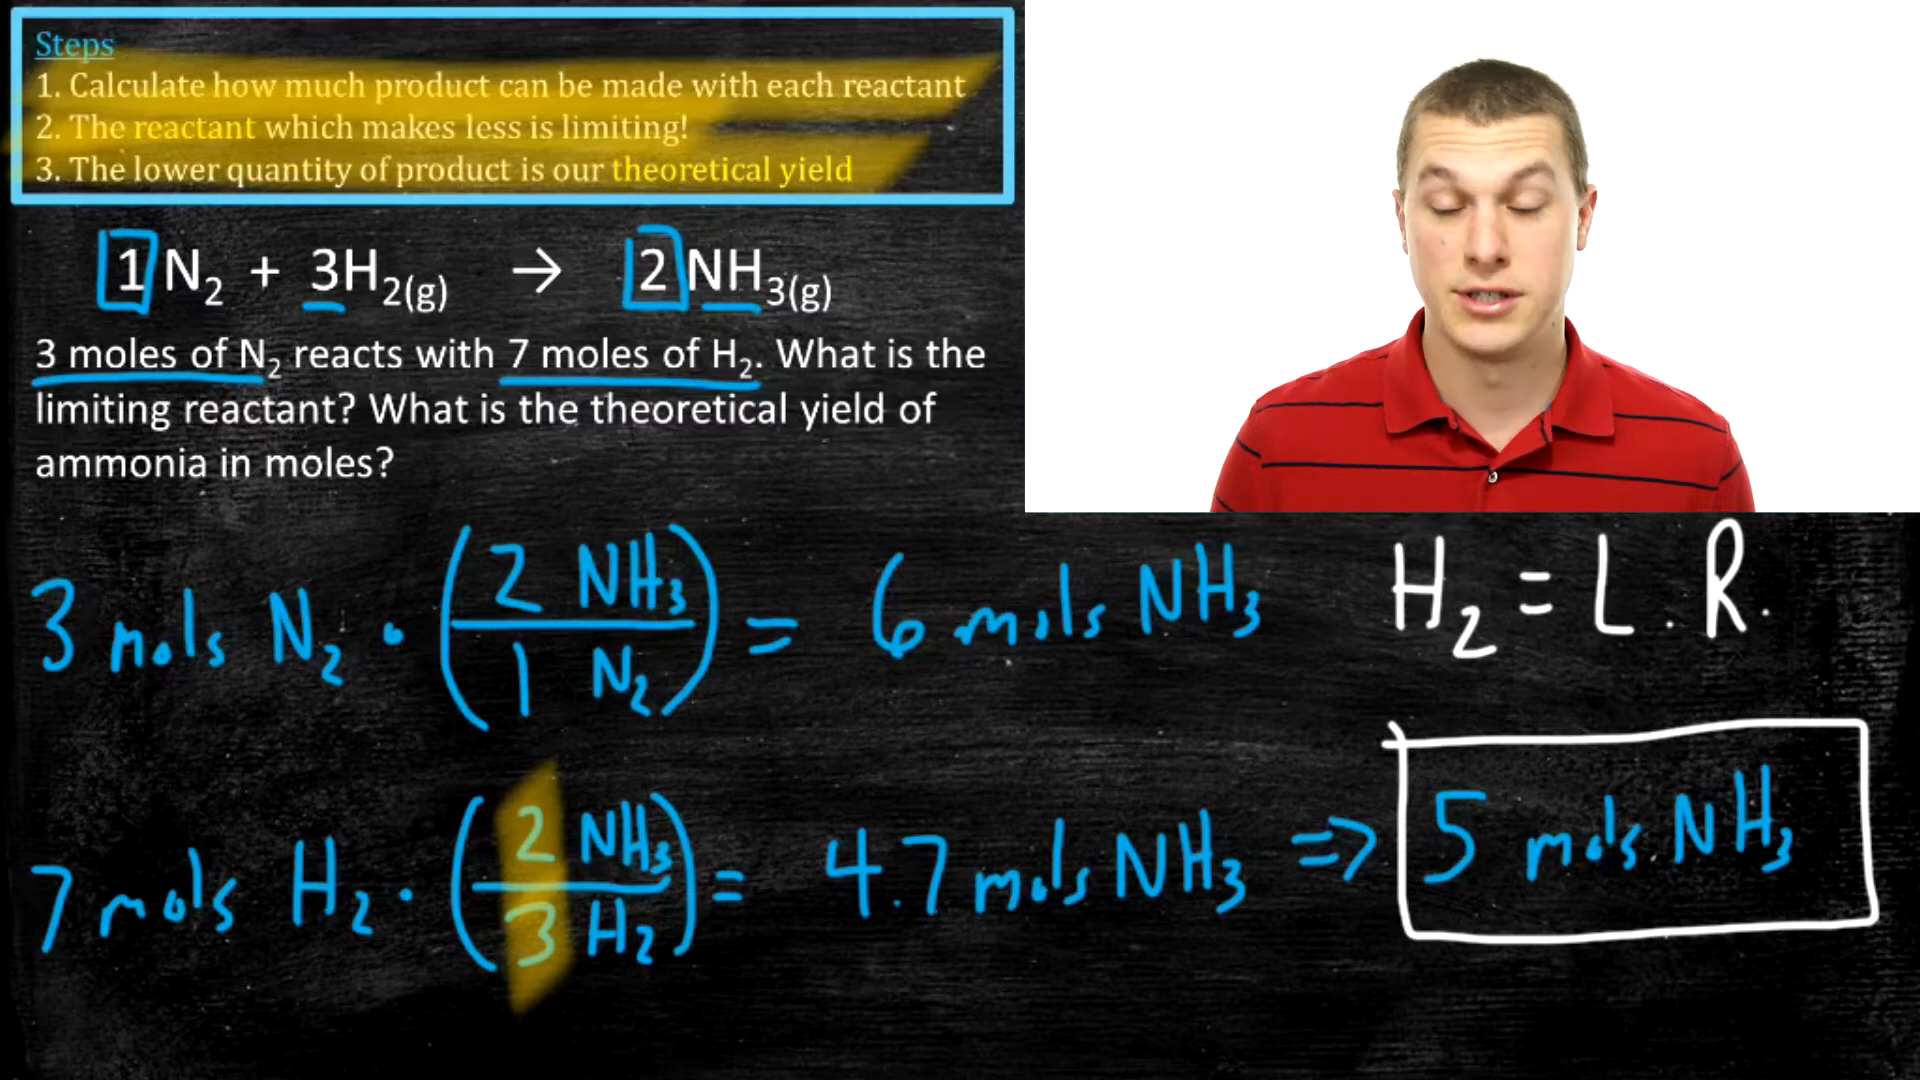 Steps
1. Calculate how much product can be made with each reactant
2. The reactant which makes less is limiting!
3. The lower quantity of product is our theoretical yield
1 N₂ + 3H₂(g) → 2 NH₃(g)
3 moles of N₂ reacts with 7 moles of H₂. What is the
limiting reactant? What is the theoretical yield of
ammonia in moles?
3 mols N₂ • (2 NH₃ / 1 N₂) = 6 mols NH₃
H₂ = L.R.
7 mols H₂ • (2 NH₃ / 3 H₂) = 4.7 mols NH₃ ⇒ 5 mols NH₃